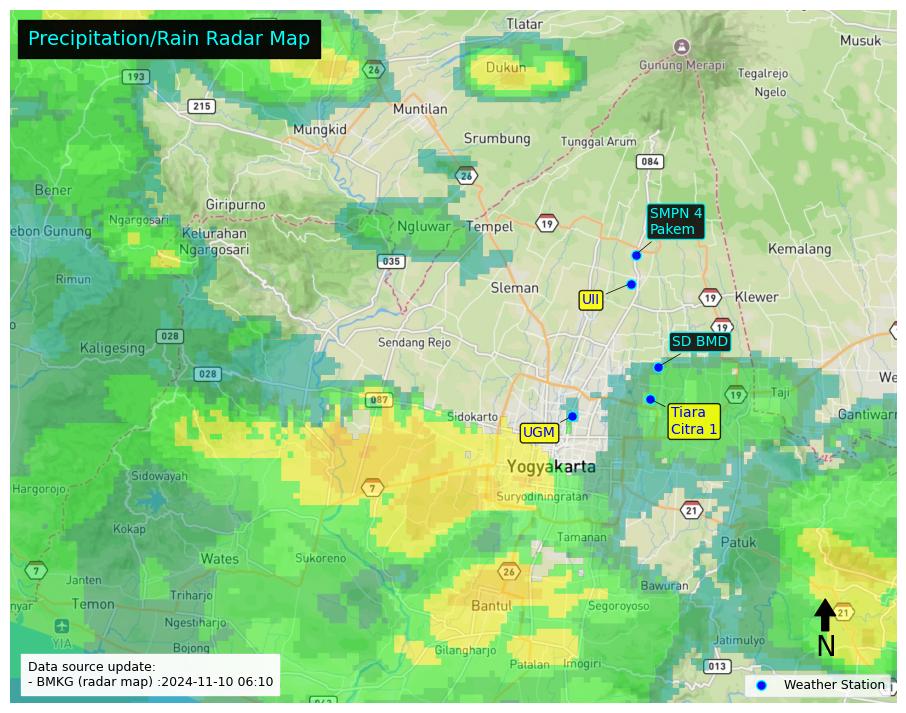 Precipitation/Rain Radar Map
Tlatar
Musuk
26
Dukun
Gunung Merapi
193
Tegalrejo
Ngelo
215
Muntilan
Mungkid
Srumbung
Tunggal Arum
084
Bener
26
Giripurno
SMPN 4
Pakem
Ngargosari
Ngluwar
Tempel
19
ebon Gunung
Kelurahan
Ngargosari
Kemalang
035
Rimun
Sleman
UII
19
Klewer
19
028
Kaligesing
Sendang Rejo
SD BMD
028
We
087
19
Taji
Sidokarto
Tiara
Citra 1
Gantiwarn
UGM
Yogyakarta
Sidowayah
Hargorojo
7
Suryodiningratan
21
Kokap
Tamanan
Patuk
Wates
Sukoreno
7
Janten
26
Bawuran
nyar
Temon
Triharjo
Bantul
Segoroyoso
21
Ngestiharjo
YIA
N
Bojong
Gilangharjo
Jatimulyo
Patalan
Imogiri
013
Data source update:
- BMKG (radar map) :2024-11-10 06:10
Weather Station